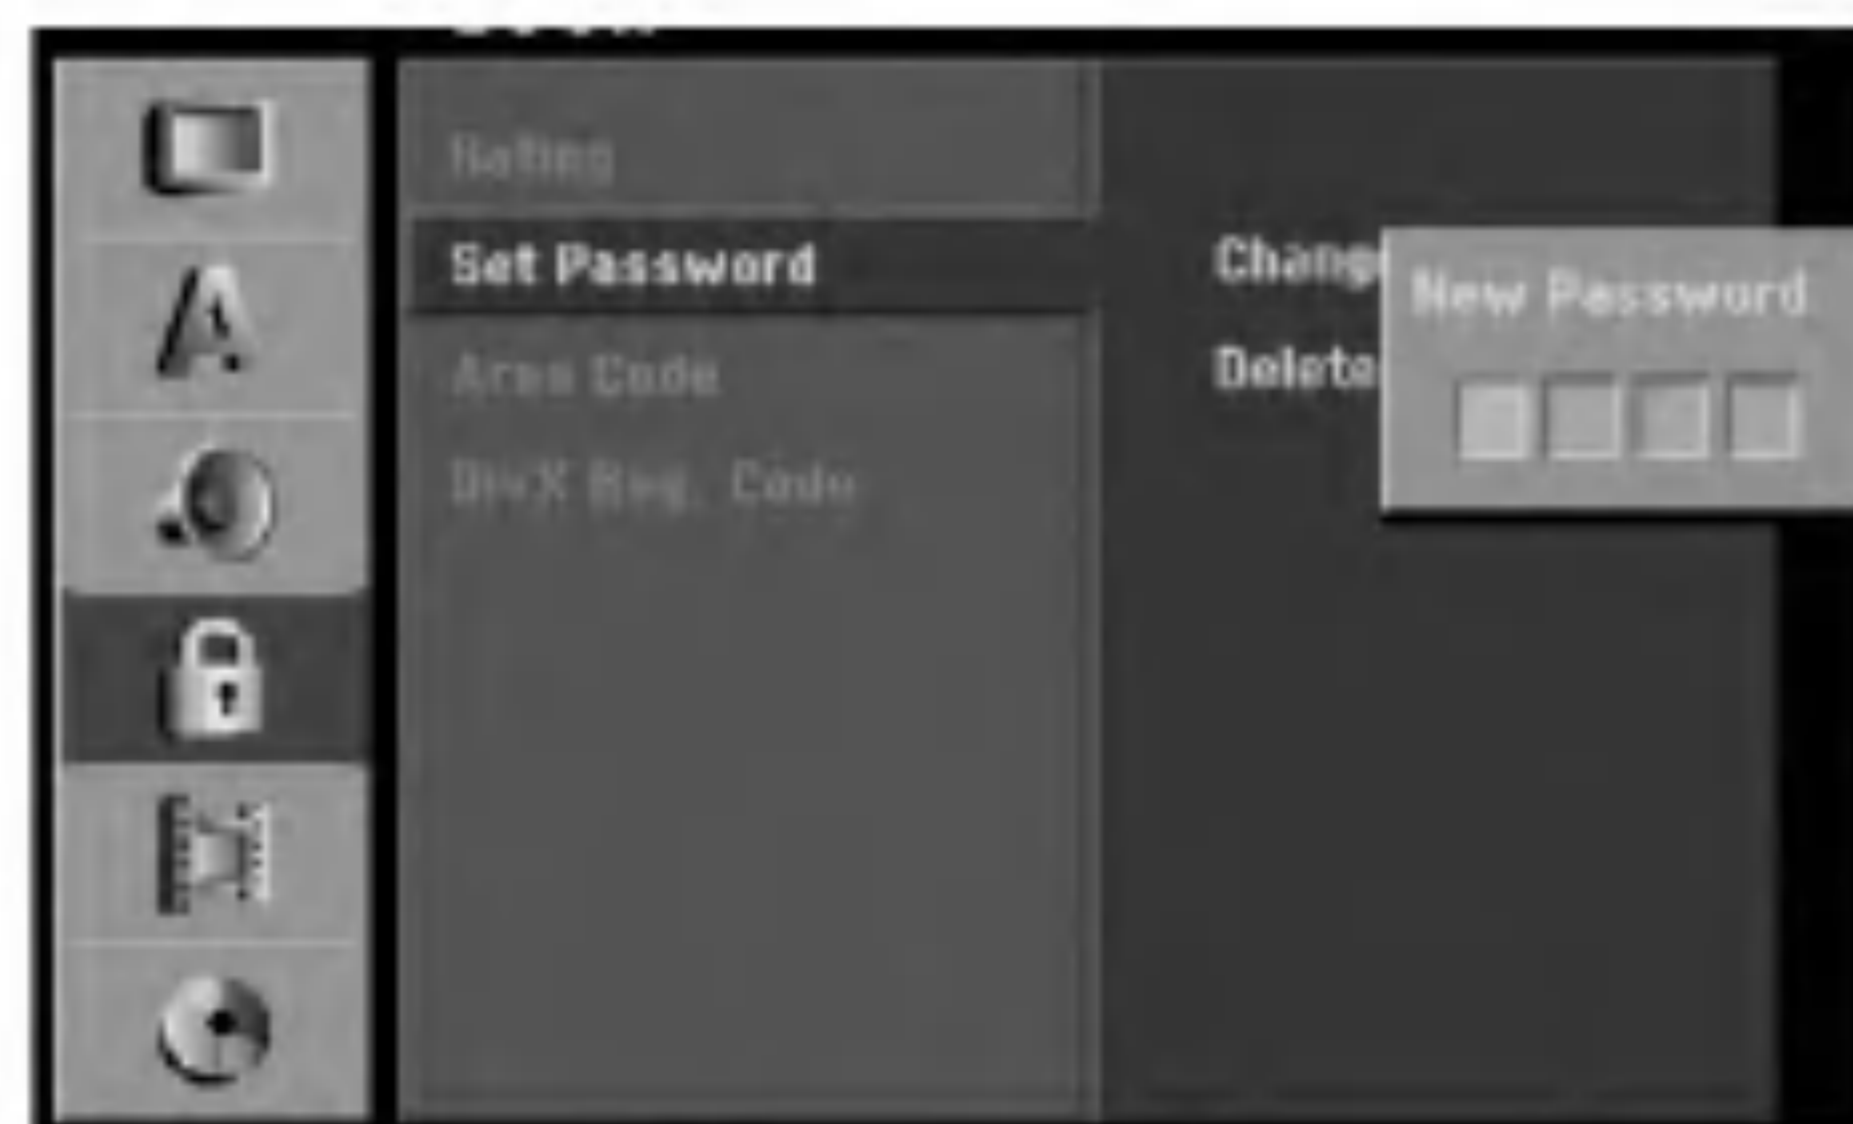 Rating
Set Password
Change
Delete
New Password
Area Code
DivX Reg. Code